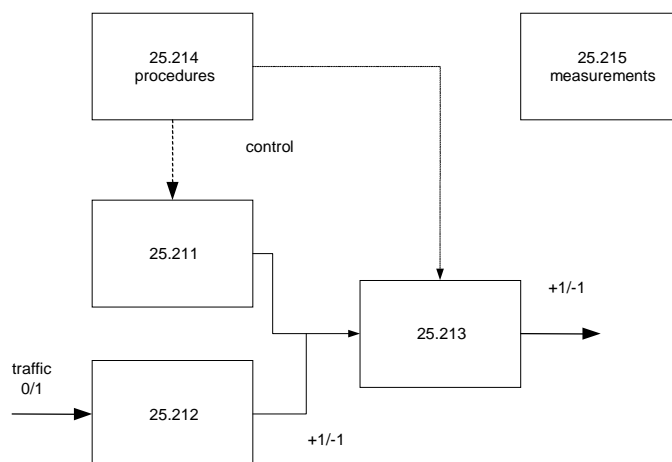 25.214
procedures
25.215
measurements
control
25.211
+1/-1
25.213
traffic
0/1
25.212
+1/-1